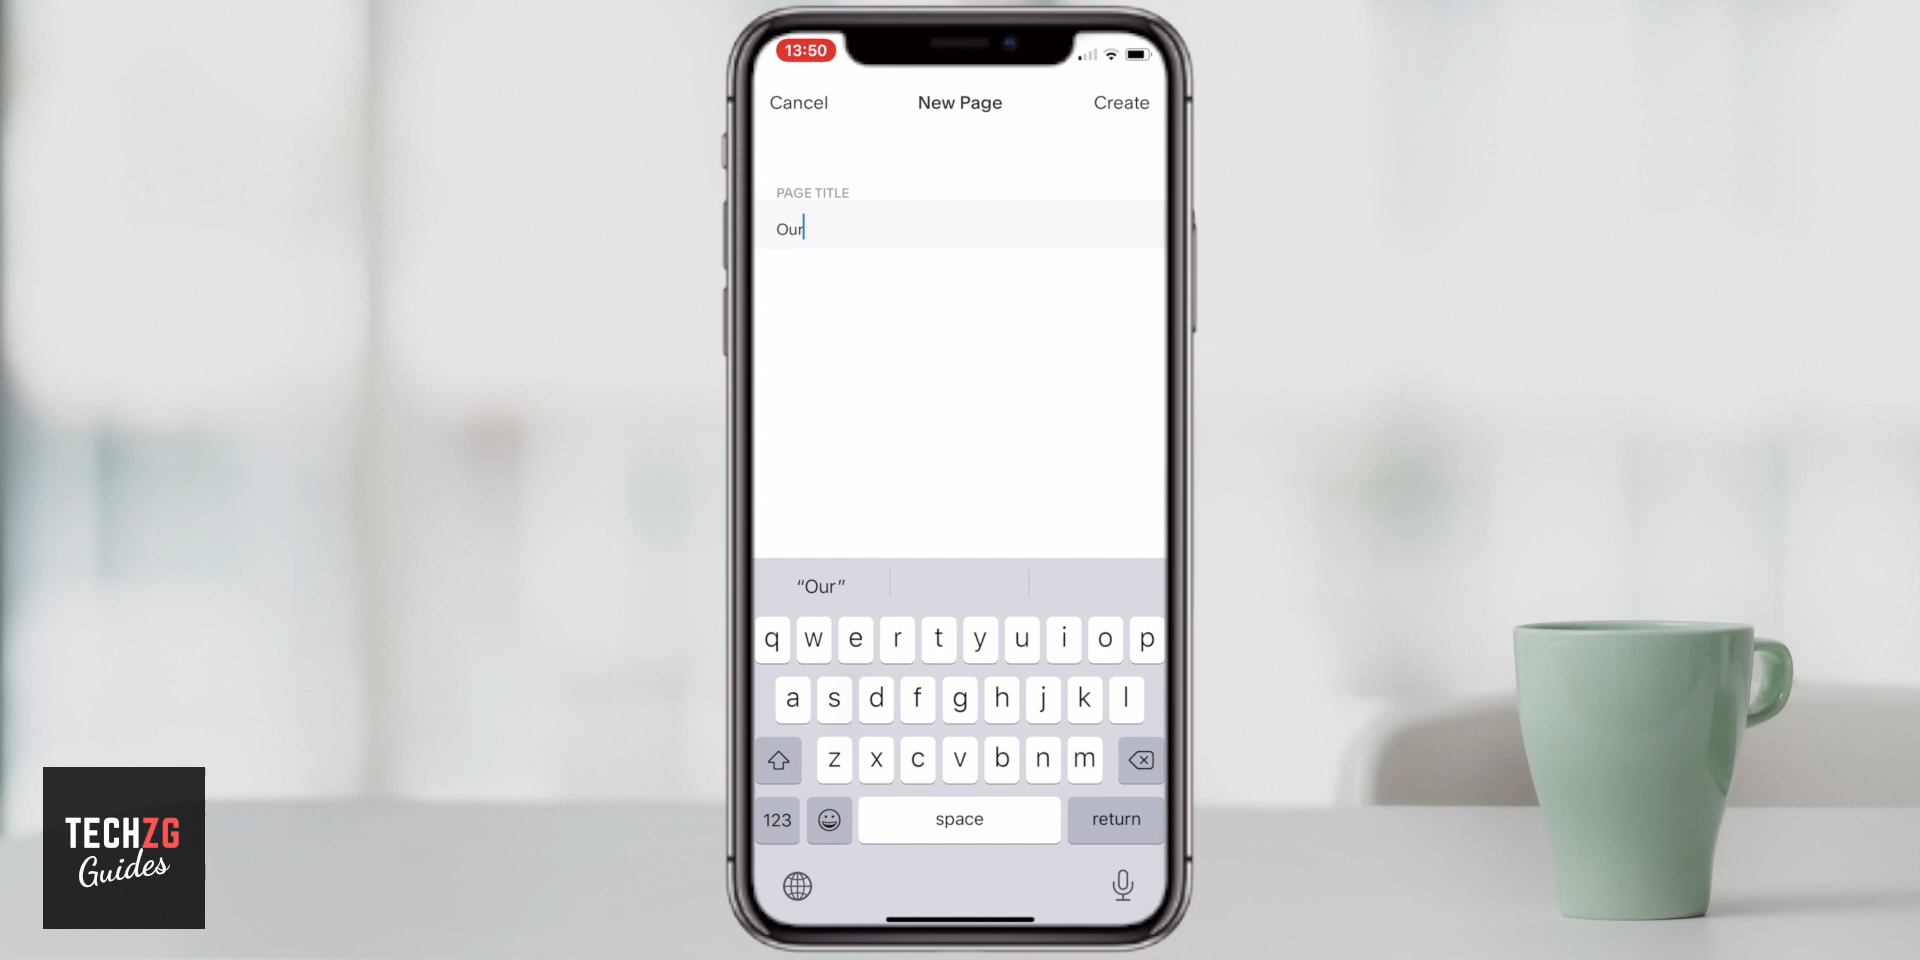 13:50
Cancel New Page Create
PAGE TITLE
Our
“Our”
q w e r t y u i o p
a s d f g h j k l
z x c v b n m
123 space return
TECHZG
Guides